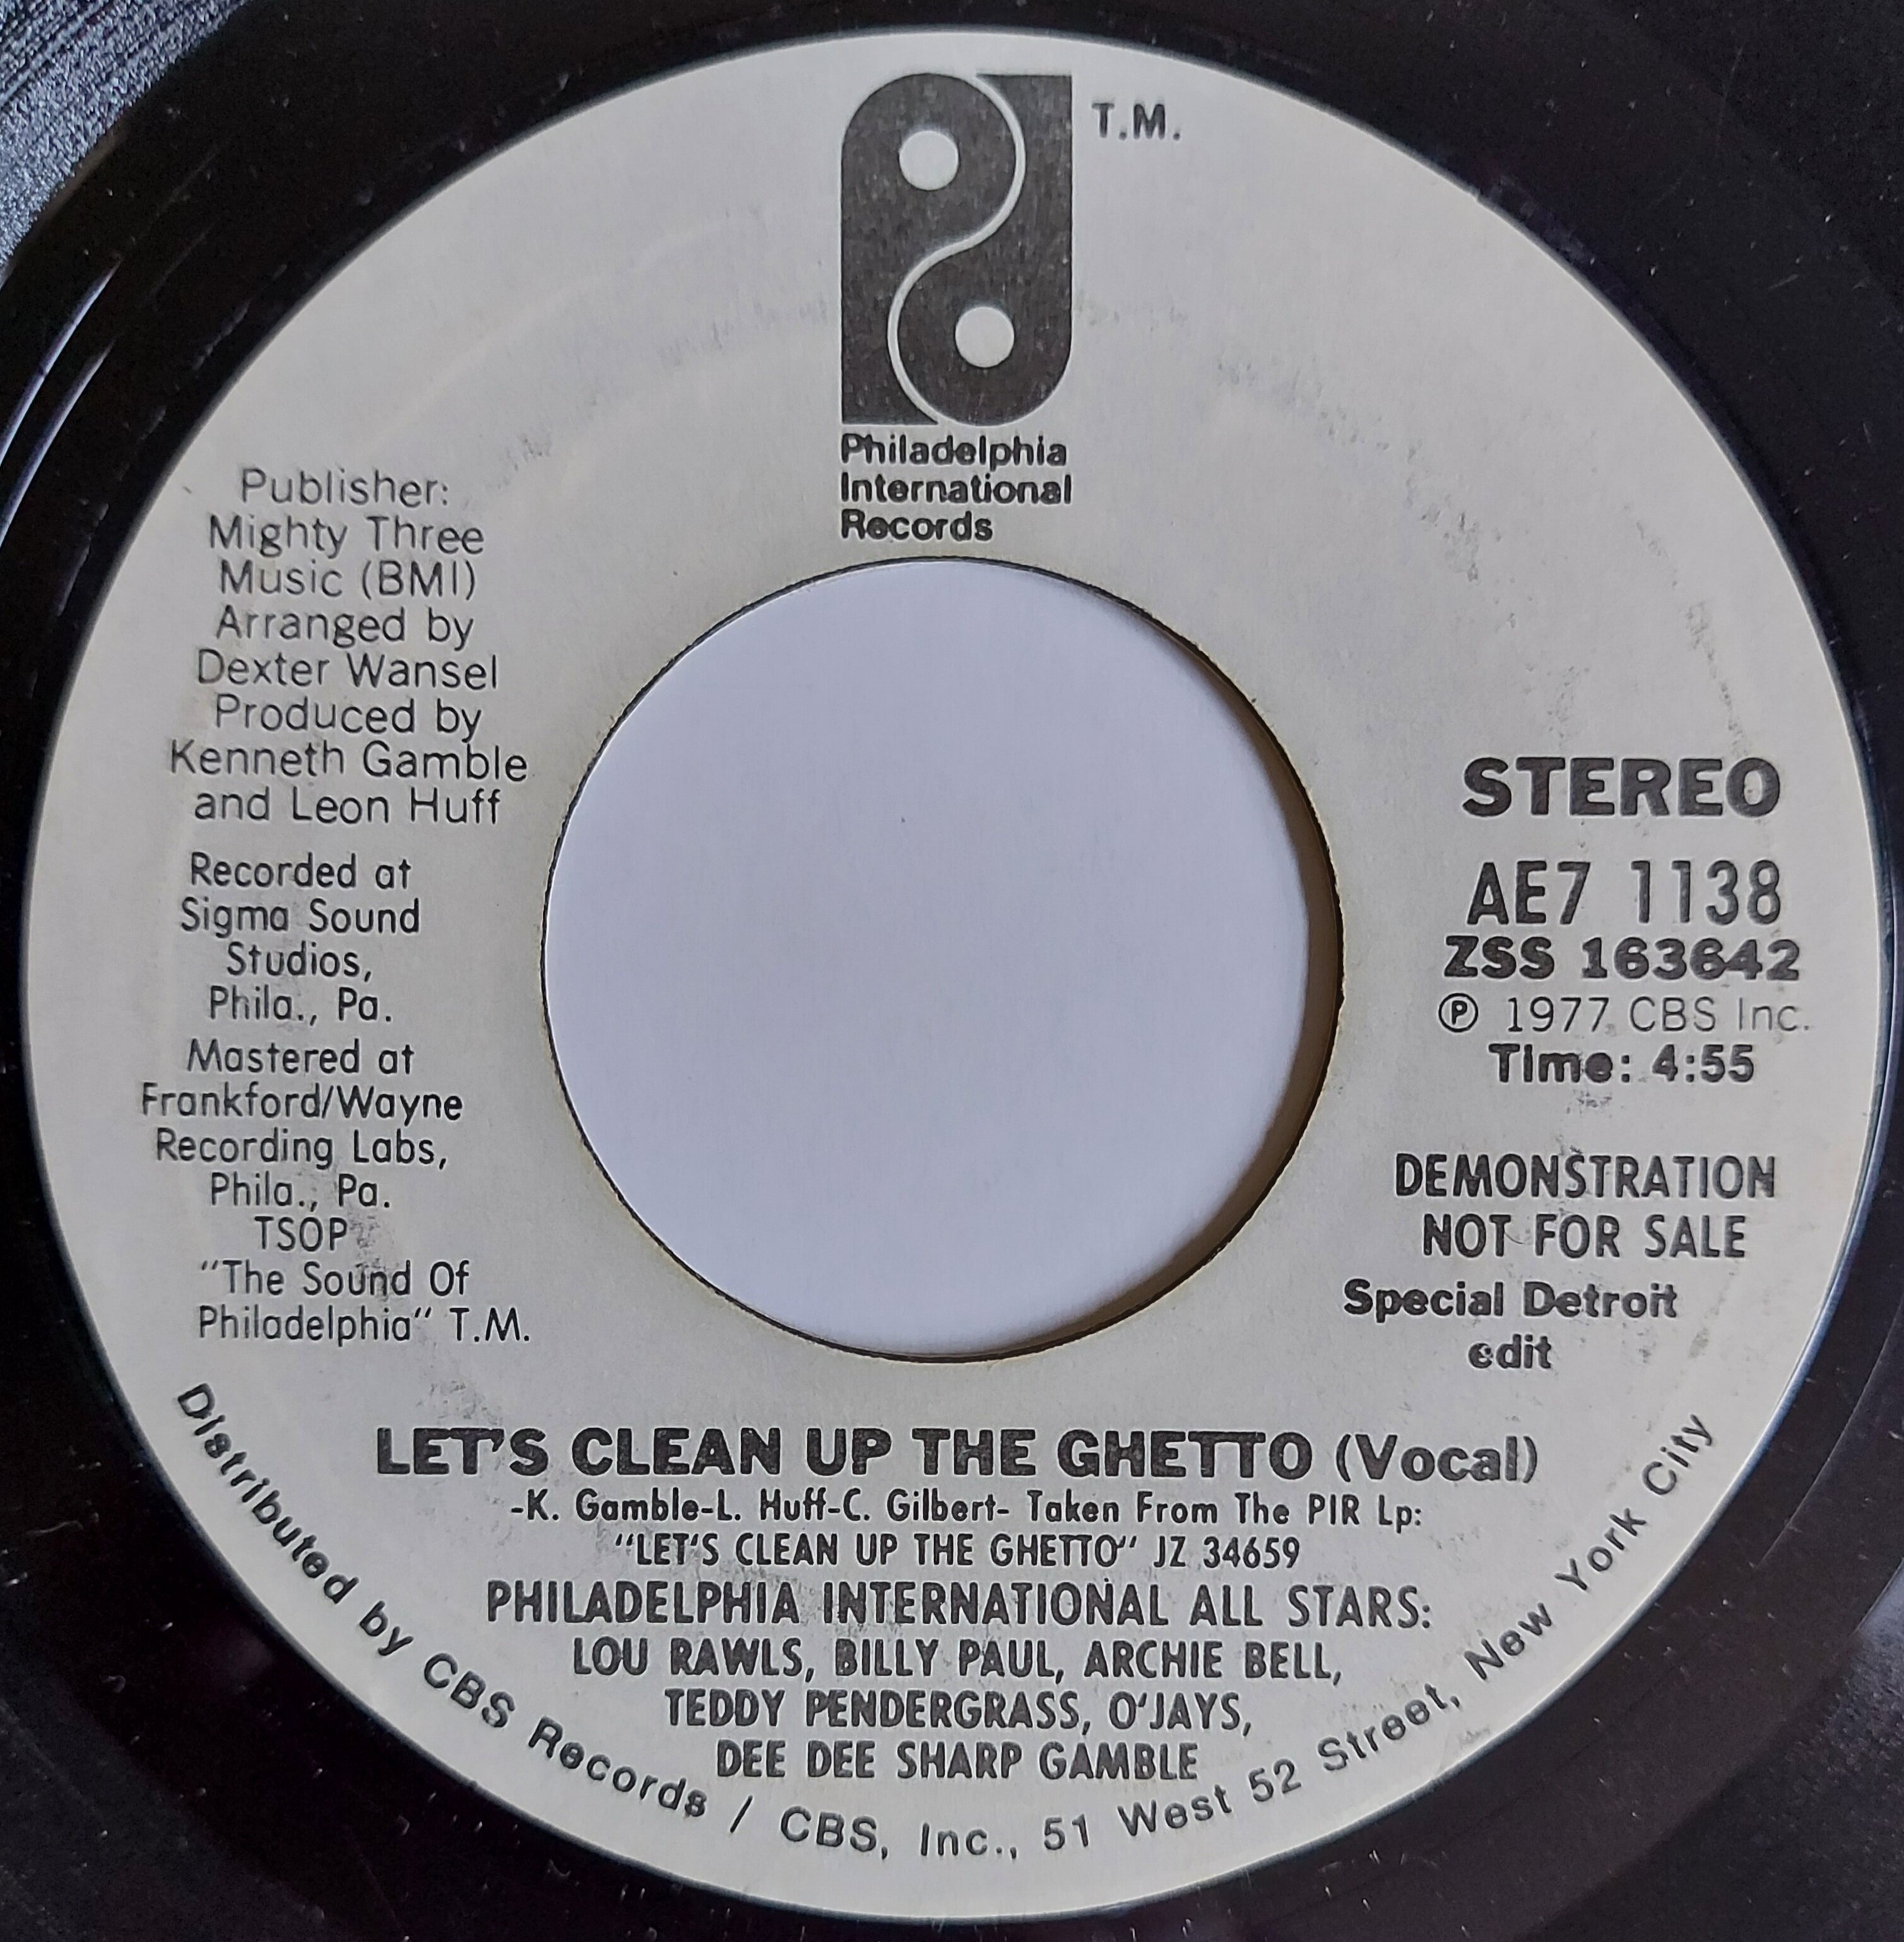 T.M.
Philadelphia
International
Records
Publisher:
Mighty Three
Music (BMI)
Arranged by
Dexter Wansel
Produced by
Kenneth Gamble
and Leon Huff
Recorded at
Sigma Sound
Studios,
Phila., Pa.
Mastered at
Frankford/Wayne
Recording Labs,
Phila., Pa.
TSOP
"The Sound Of
Philadelphia" T.M.
STEREO
AE7 1138
ZSS 163642
℗ 1977 CBS Inc.
Time: 4:55
DEMONSTRATION
NOT FOR SALE
Special Detroit
edit
LET'S CLEAN UP THE GHETTO (Vocal)
-K. Gamble-L. Huff-C. Gilbert- Taken From The PIR Lp:
"LET'S CLEAN UP THE GHETTO" JZ 34659
PHILADELPHIA INTERNATIONAL ALL STARS:
LOU RAWLS, BILLY PAUL, ARCHIE BELL,
TEDDY PENDERGRASS, O'JAYS,
DEE DEE SHARP GAMBLE
Distributed by CBS Records / CBS, Inc., 51 West 52 Street, New York City